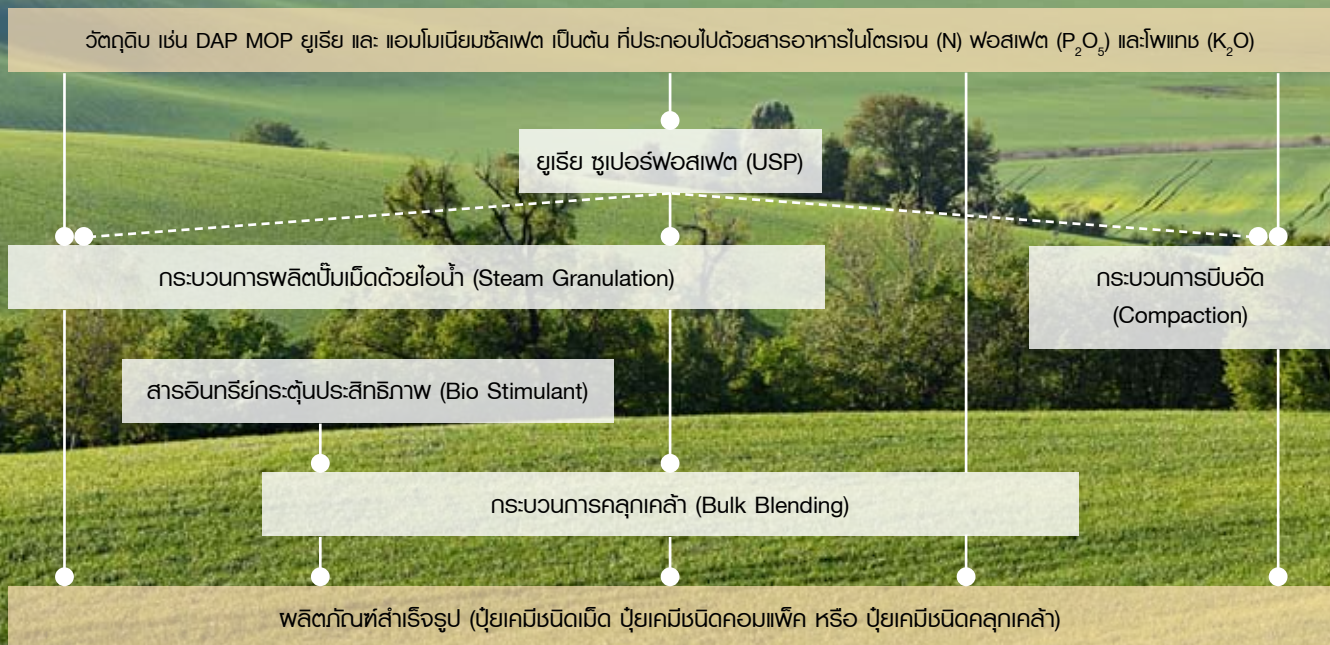 วัตถุดิบ เช่น DAP MOP ยูเรีย และ แอมโมเนียมซัลเฟต เป็นต้น ที่ประกอบไปด้วยสารอาหารไนโตรเจน (N) ฟอสเฟต (P₂O₅) และโพแทช (K₂O)
ยูเรีย ซูเปอร์ฟอสเฟต (USP)
กระบวนการผลิตปั๊มเม็ดด้วยไอน้ำ (Steam Granulation)
กระบวนการบีบอัด
(Compaction)
สารอินทรีย์กระตุ้นประสิทธิภาพ (Bio Stimulant)
กระบวนการคลุกเคล้า (Bulk Blending)
ผลิตภัณฑ์สำเร็จรูป (ปุ๋ยเคมีชนิดเม็ด ปุ๋ยเคมีชนิดคอมแพ็ค หรือ ปุ๋ยเคมีชนิดคลุกเคล้า)